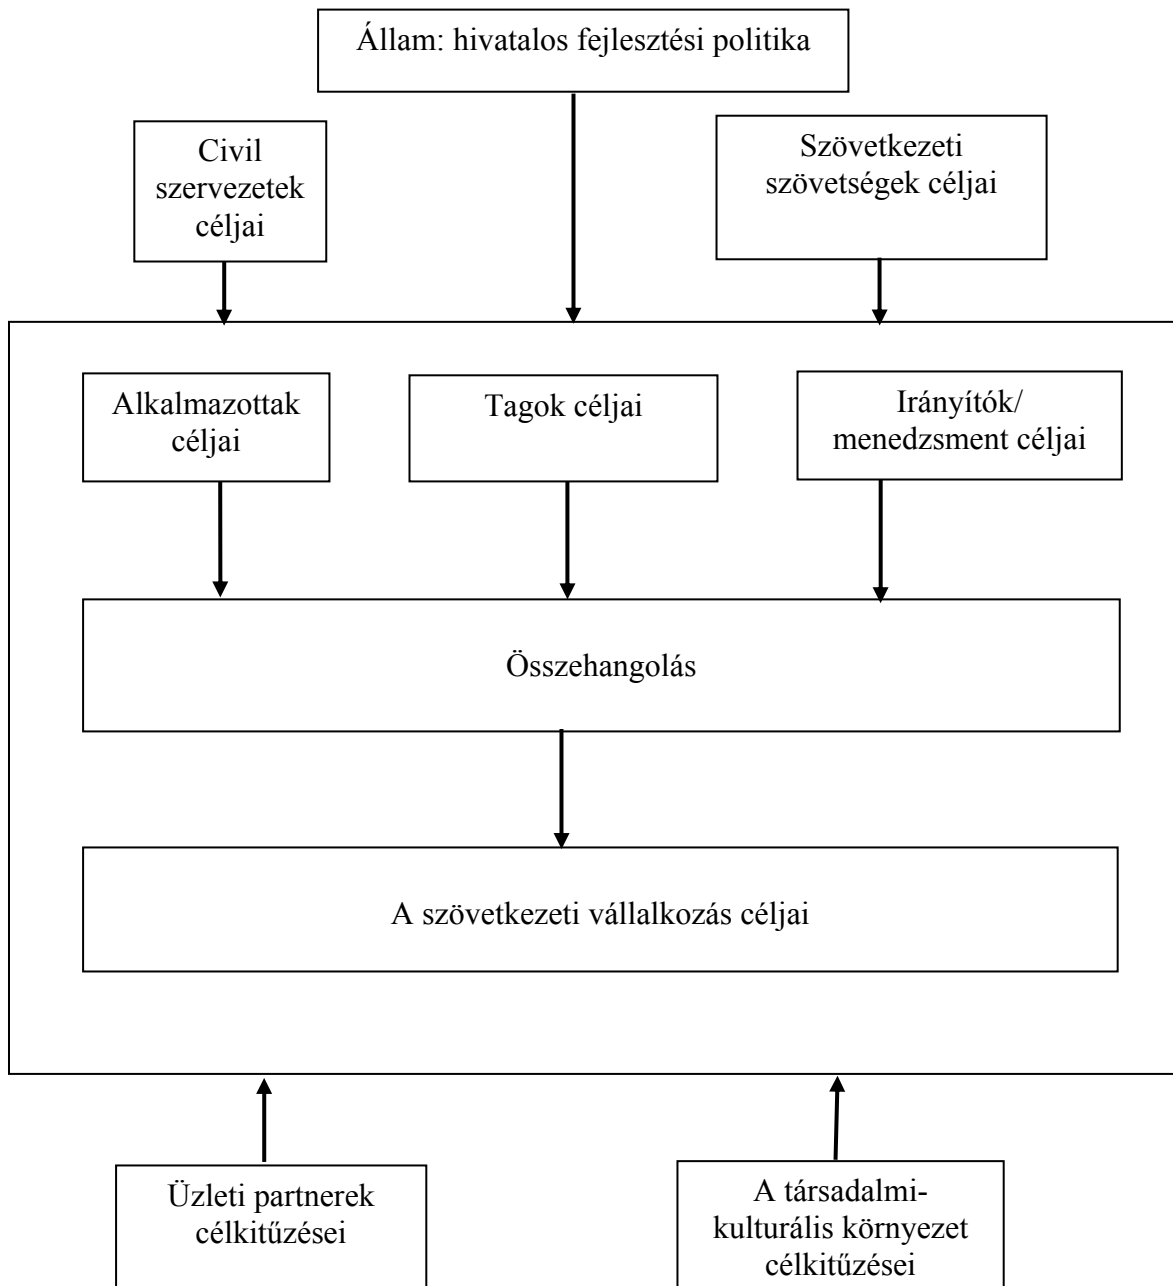 Állam: hivatalos fejlesztési politika
Civil
szervezetek
céljai
Szövetkezeti
szövetségek céljai
Alkalmazottak
céljai
Tagok céljai
Irányítók/
menedzsment céljai
Összehangolás
A szövetkezeti vállalkozás céljai
Üzleti partnerek
célkitűzései
A társadalmi-
kulturális környezet
célkitűzései